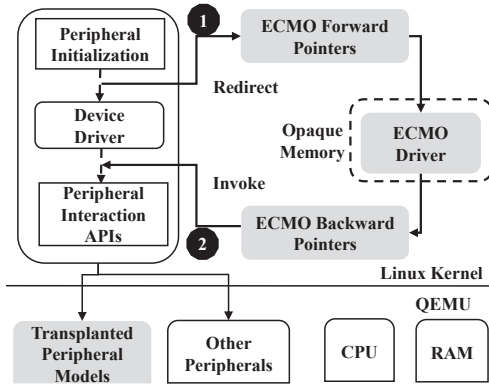 1
ECMO Forward
Pointers
Peripheral
Initialization
Redirect
Device
Driver
Opaque
Memory
ECMO
Driver
Invoke
Peripheral
Interaction
APIs
2
ECMO Backward
Pointers
Linux Kernel
QEMU
Transplanted
Peripheral
Models
Other
Peripherals
CPU
RAM